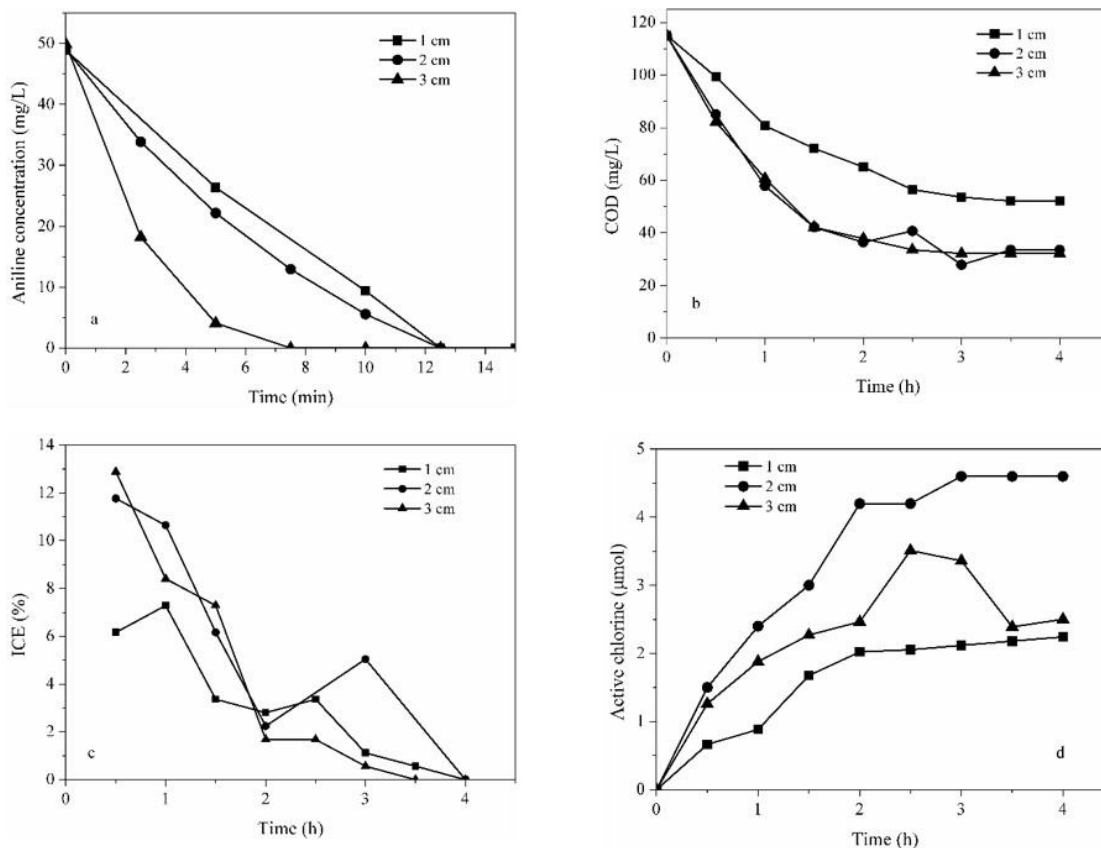 50
40
30
20
10
0
Aniline concentration (mg/L)
1 cm
2 cm
3 cm
a
0 2 4 6 8 10 12 14
Time (min)
120
100
80
60
40
20
0
COD (mg/L)
1 cm
2 cm
3 cm
b
0 1 2 3 4
Time (h)
14
12
10
8
6
4
2
0
ICE (%)
1 cm
2 cm
3 cm
c
0 1 2 3 4
Time (h)
5
4
3
2
1
0
Active chlorine (μmol)
1 cm
2 cm
3 cm
d
0 1 2 3 4
Time (h)